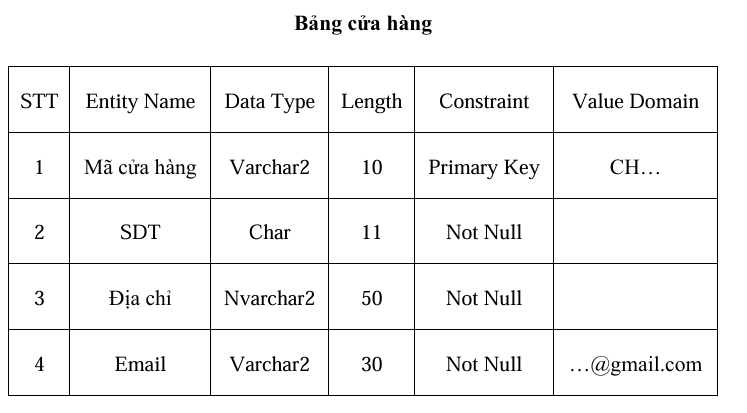 Bảng cửa hàng
STT Entity Name Data Type Length Constraint Value Domain
1 Mã cửa hàng Varchar2 10 Primary Key CH…
2 SDT Char 11 Not Null
3 Địa chỉ Nvarchar2 50 Not Null
4 Email Varchar2 30 Not Null …@gmail.com